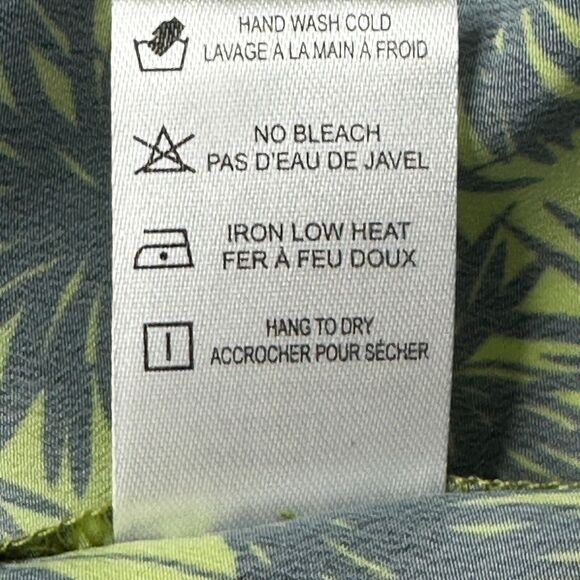 HAND WASH COLD
LAVAGE À LA MAIN À FROID
NO BLEACH
PAS D'EAU DE JAVEL
IRON LOW HEAT
FER À FEU DOUX
HANG TO DRY
ACCROCHER POUR SÉCHER